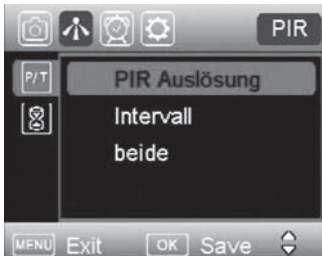 PIR
P/T
PIR Auslösung
Intervall
beide
MENU Exit OK Save